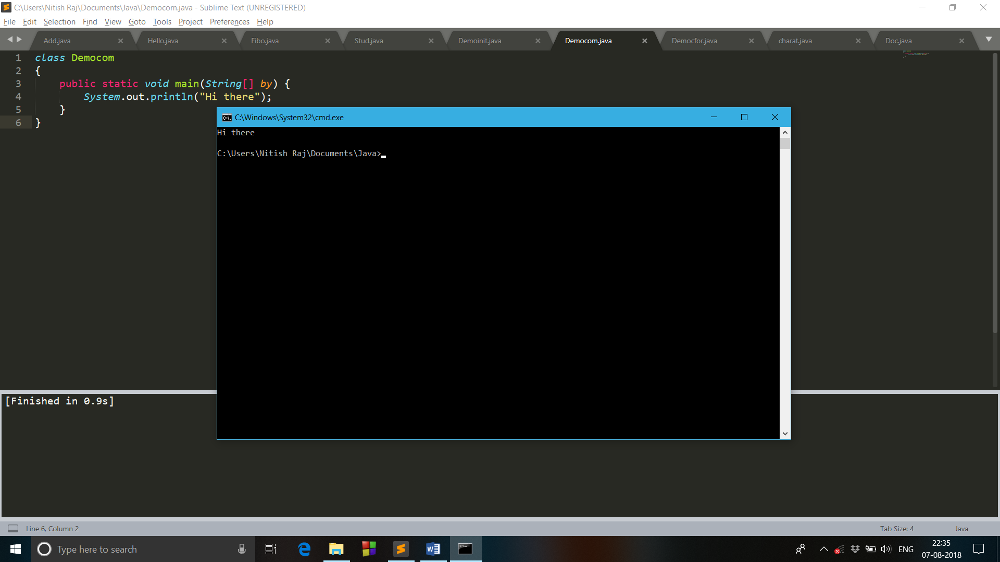 C:\Users\Nitish Raj\Documents\Java\Democom.java - Sublime Text (UNREGISTERED)
File Edit Selection Find View Goto Tools Project Preferences Help
Add.java Hello.java Fibo.java Stud.java Demoinit.java Democom.java Democfor.java charat.java Doc.java
1 class Democom
2 {
3 public static void main(String[] by) {
4 System.out.println("Hi there");
5 }
6 }
C:\Windows\System32\cmd.exe
Hi there
C:\Users\Nitish Raj\Documents\Java>
[Finished in 0.9s]
Line 6, Column 2 Tab Size: 4 Java
Type here to search
ENG
22:35
07-08-2018